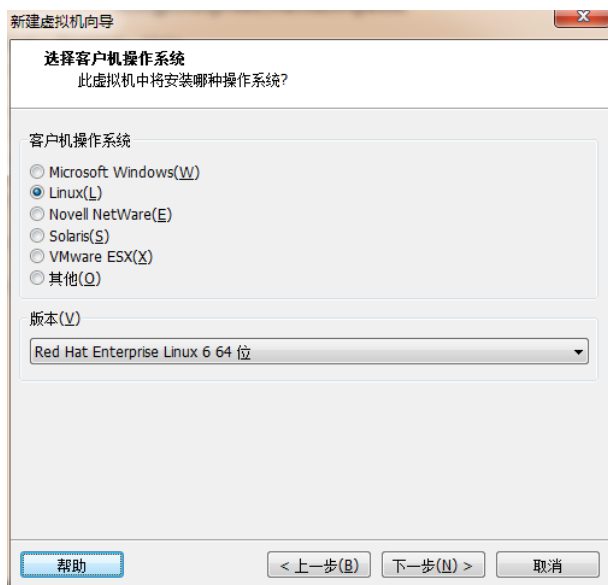 新建虚拟机向导
选择客户机操作系统
此虚拟机中将安装哪种操作系统?
客户机操作系统
Microsoft Windows(W)
Linux(L)
Novell NetWare(E)
Solaris(S)
VMware ESX(X)
其他(O)
版本(V)
Red Hat Enterprise Linux 6 64 位
帮助 < 上一步(B) 下一步(N) > 取消